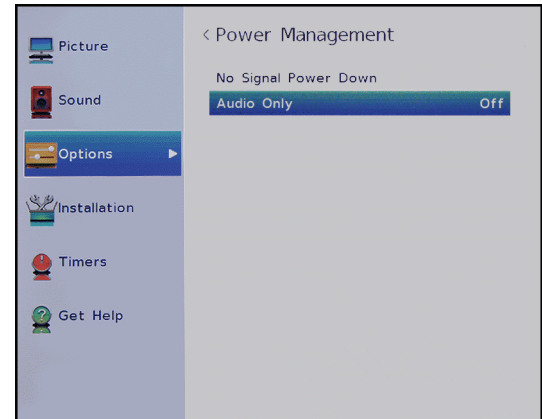 < Power Management
No Signal Power Down
Audio Only Off
Picture
Sound
Options
Installation
Timers
Get Help